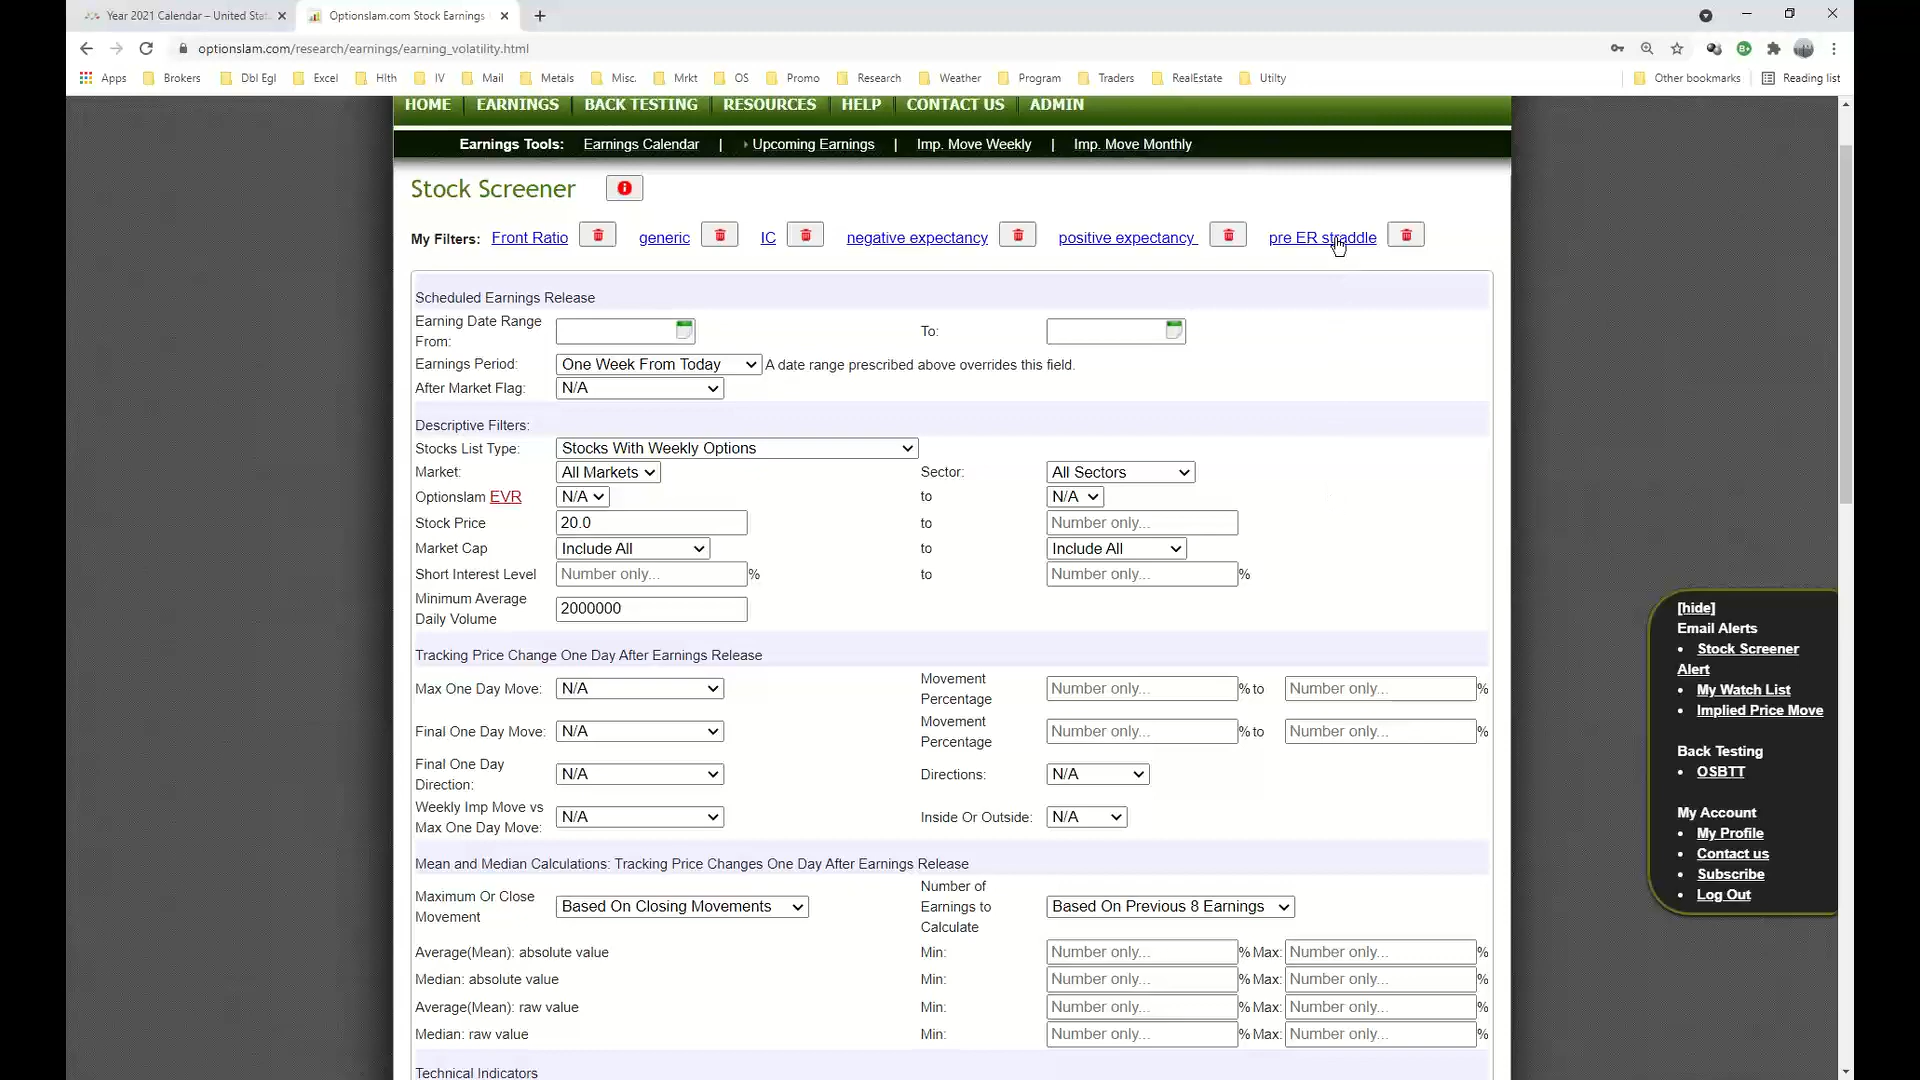 Year 2021 Calendar – United Stat
Optionslam.com Stock Earnings
optionslam.com/research/earnings/earning_volatility.html
Apps Brokers Dbl Egl Excel Hlth IV Mail Metals Misc. Mrkt OS Promo Research Weather Program Traders RealEstate Utilty Other bookmarks Reading list
HOME EARNINGS BACK TESTING RESOURCES HELP CONTACT US ADMIN
Earnings Tools: Earnings Calendar | Upcoming Earnings | Imp. Move Weekly | Imp. Move Monthly
Stock Screener
My Filters: Front Ratio generic IC negative expectancy positive expectancy pre ER straddle
Scheduled Earnings Release
Earning Date Range
From: To:
Earnings Period: One Week From Today A date range prescribed above overrides this field.
After Market Flag: N/A
Descriptive Filters:
Stocks List Type: Stocks With Weekly Options
Market: All Markets Sector: All Sectors
Optionslam EVR N/A to N/A
Stock Price 20.0 to Number only...
Market Cap Include All to Include All
Short Interest Level Number only... % to Number only... %
Minimum Average
Daily Volume 2000000
Tracking Price Change One Day After Earnings Release
Max One Day Move: N/A Movement Percentage Number only... % to Number only... %
Final One Day Move: N/A Movement Percentage Number only... % to Number only... %
Final One Day
Direction: N/A Directions: N/A
Weekly Imp Move vs
Max One Day Move: N/A Inside Or Outside: N/A
Mean and Median Calculations: Tracking Price Changes One Day After Earnings Release
Maximum Or Close
Movement Based On Closing Movements Number of Earnings to Calculate Based On Previous 8 Earnings
Average(Mean): absolute value Min: Number only... % Max: Number only... %
Median: absolute value Min: Number only... % Max: Number only... %
Average(Mean): raw value Min: Number only... % Max: Number only... %
Median: raw value Min: Number only... % Max: Number only... %
Technical Indicators
[hide]
Email Alerts
• Stock Screener
Alert
• My Watch List
• Implied Price Move
Back Testing
• OSBTT
My Account
• My Profile
• Contact us
• Subscribe
• Log Out